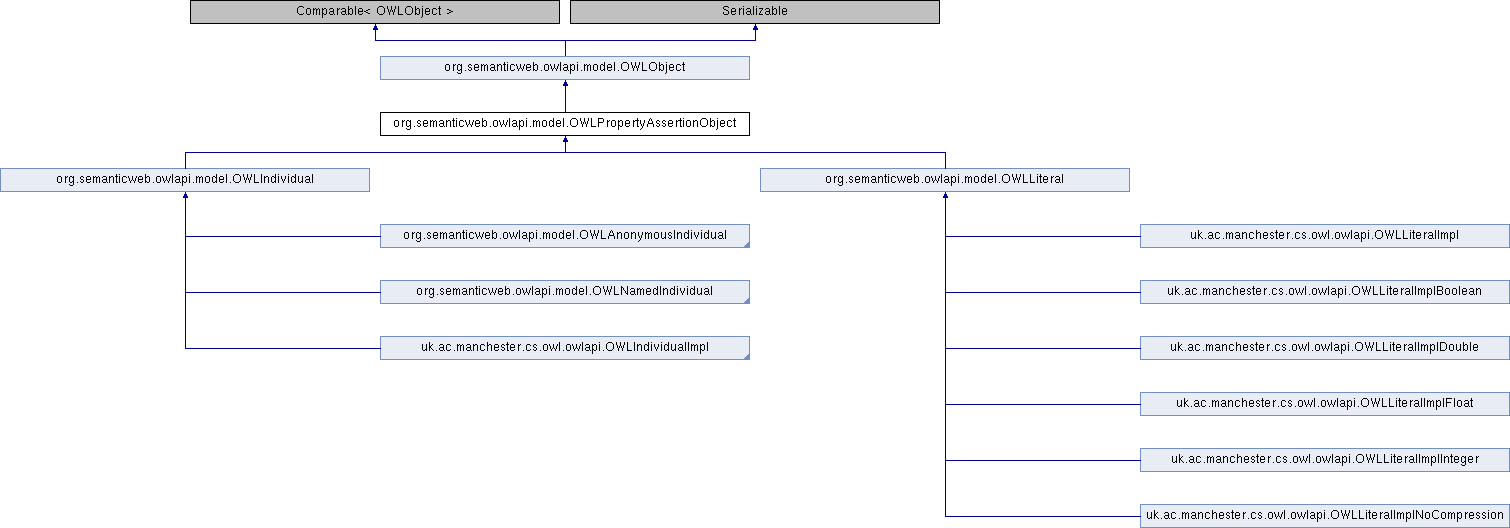 Comparable< OWLObject >
Serializable
org.semanticweb.owlapi.model.OWLObject
org.semanticweb.owlapi.model.OWLPropertyAssertionObject
org.semanticweb.owlapi.model.OWLIndividual
org.semanticweb.owlapi.model.OWLLiteral
org.semanticweb.owlapi.model.OWLAnonymousIndividual
uk.ac.manchester.cs.owl.owlapi.OWLLiteralImpl
org.semanticweb.owlapi.model.OWLNamedIndividual
uk.ac.manchester.cs.owl.owlapi.OWLLiteralImplBoolean
uk.ac.manchester.cs.owl.owlapi.OWLIndividualImpl
uk.ac.manchester.cs.owl.owlapi.OWLLiteralImplDouble
uk.ac.manchester.cs.owl.owlapi.OWLLiteralImplFloat
uk.ac.manchester.cs.owl.owlapi.OWLLiteralImplInteger
uk.ac.manchester.cs.owl.owlapi.OWLLiteralImplNoCompression